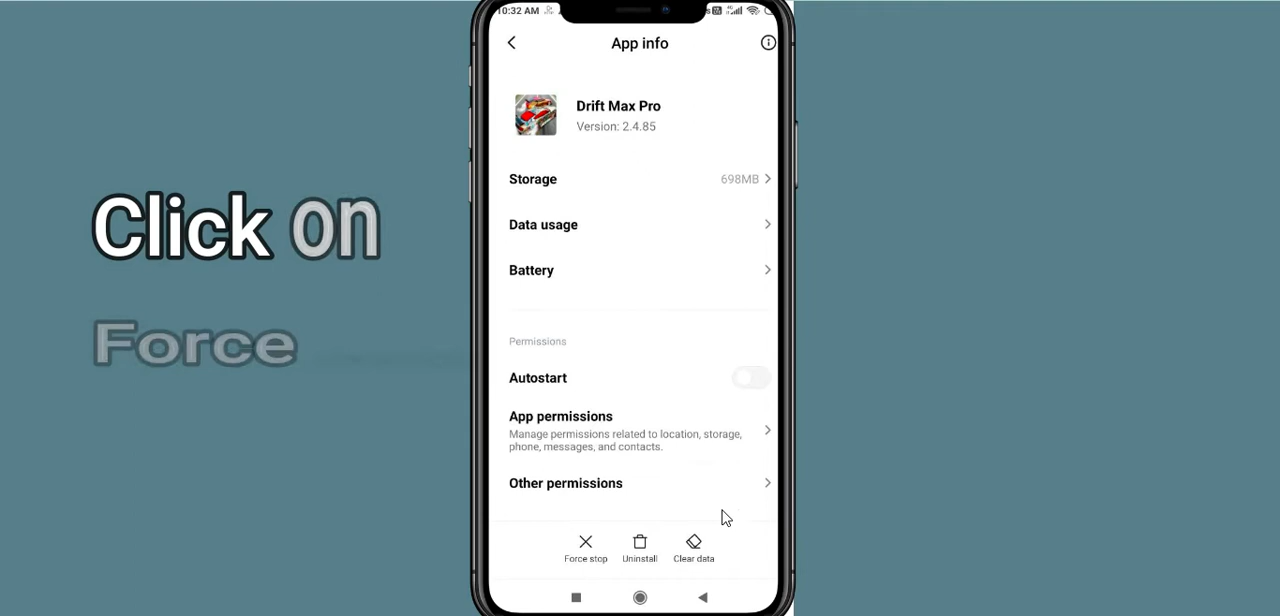 10:32 AM
App info
Drift Max Pro
Version: 2.4.85
Storage 698MB
Data usage
Battery
Click on
Force
Permissions
Autostart
App permissions
Manage permissions related to location, storage,
phone, messages, and contacts.
Other permissions
Force stop Uninstall Clear data